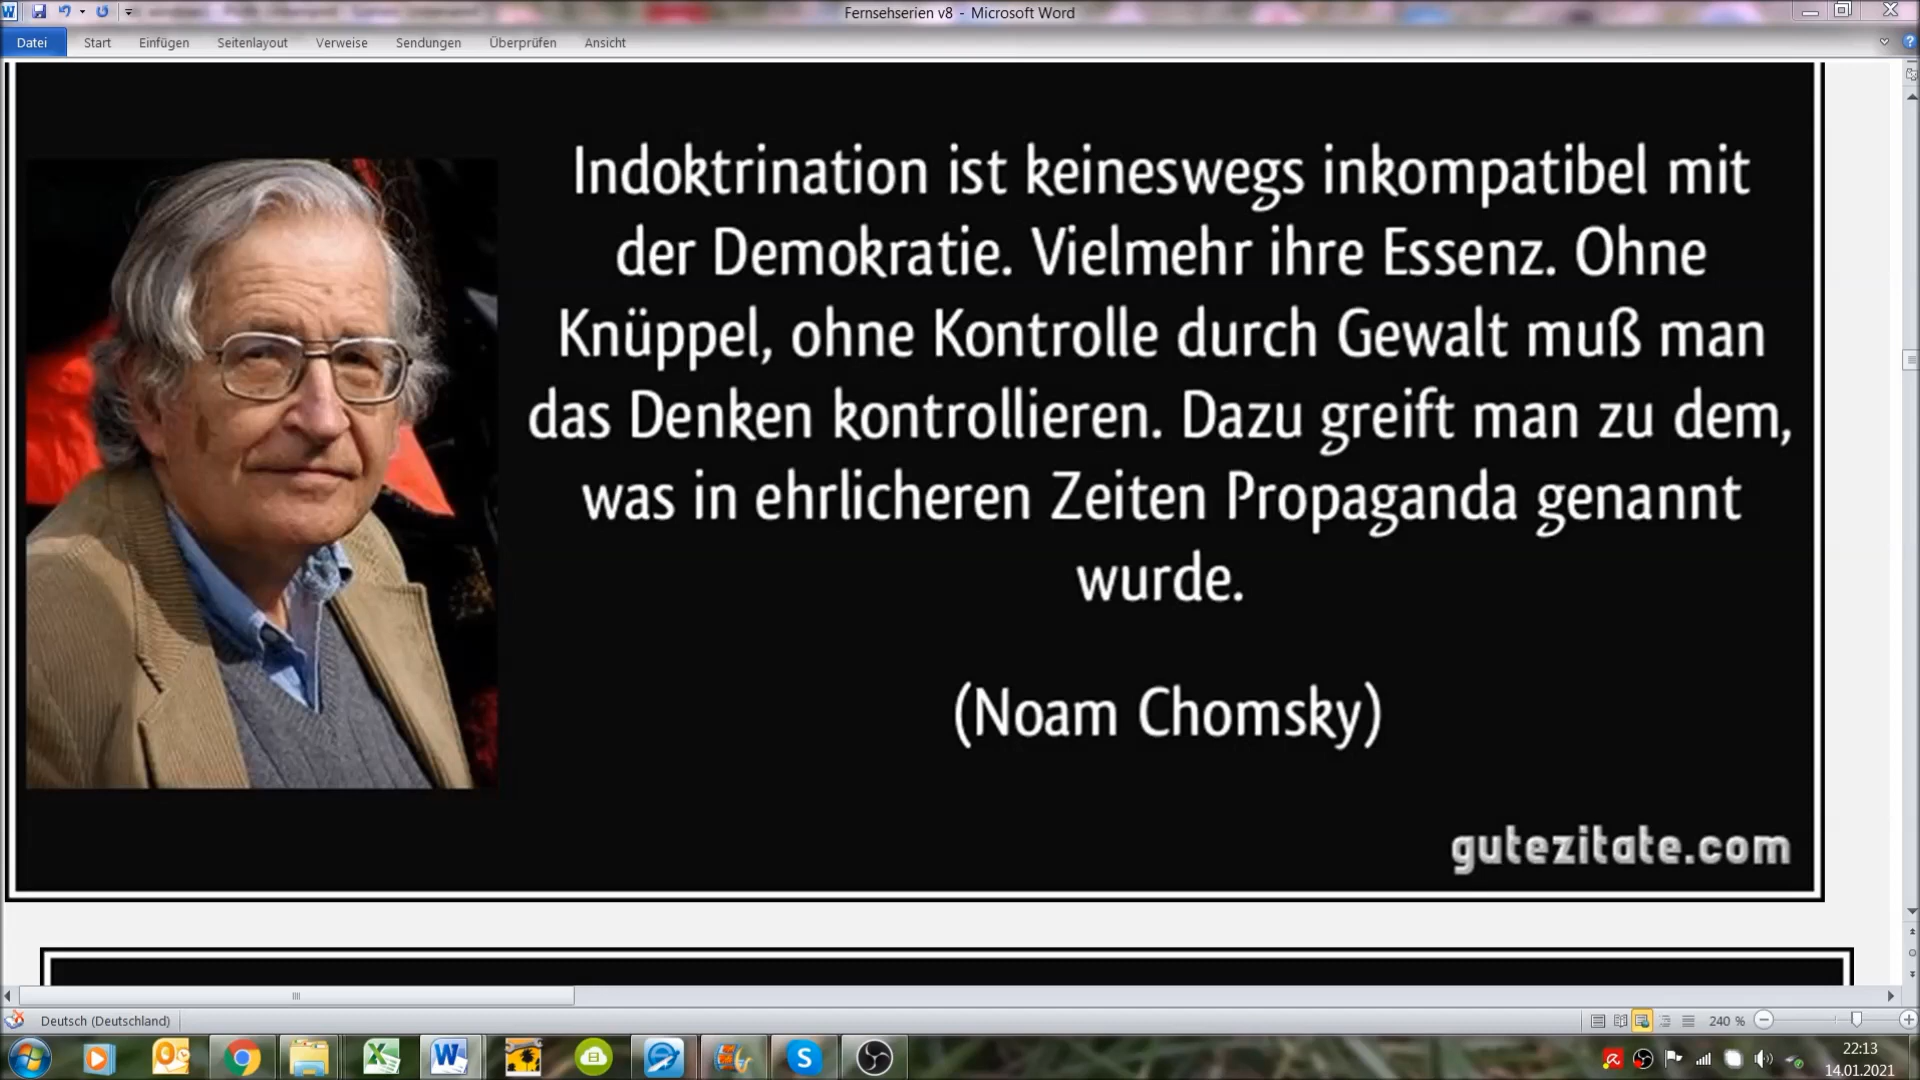 Fernsehserien v8 - Microsoft Word
Datei Start Einfügen Seitenlayout Verweise Sendungen Überprüfen Ansicht
Indoktrination ist keineswegs inkompatibel mit
der Demokratie. Vielmehr ihre Essenz. Ohne
Knüppel, ohne Kontrolle durch Gewalt muß man
das Denken kontrollieren. Dazu greift man zu dem,
was in ehrlicheren Zeiten Propaganda genannt
wurde.
(Noam Chomsky)
gutezitate.com
Deutsch (Deutschland) 240 %
22:13
14.01.2021